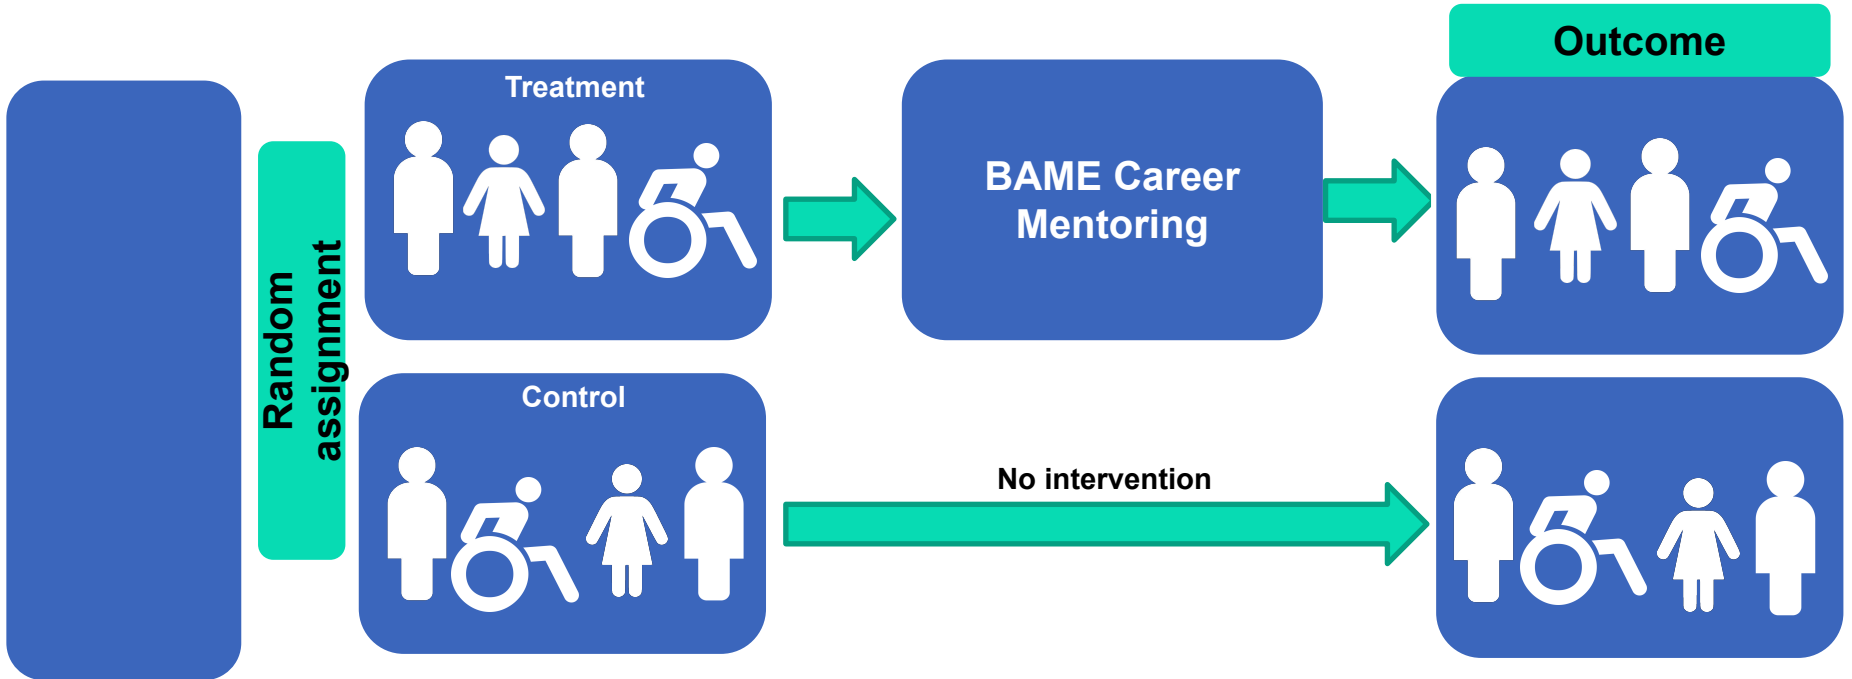 Outcome
Treatment
BAME Career
Mentoring
Random
assignment
Control
No intervention